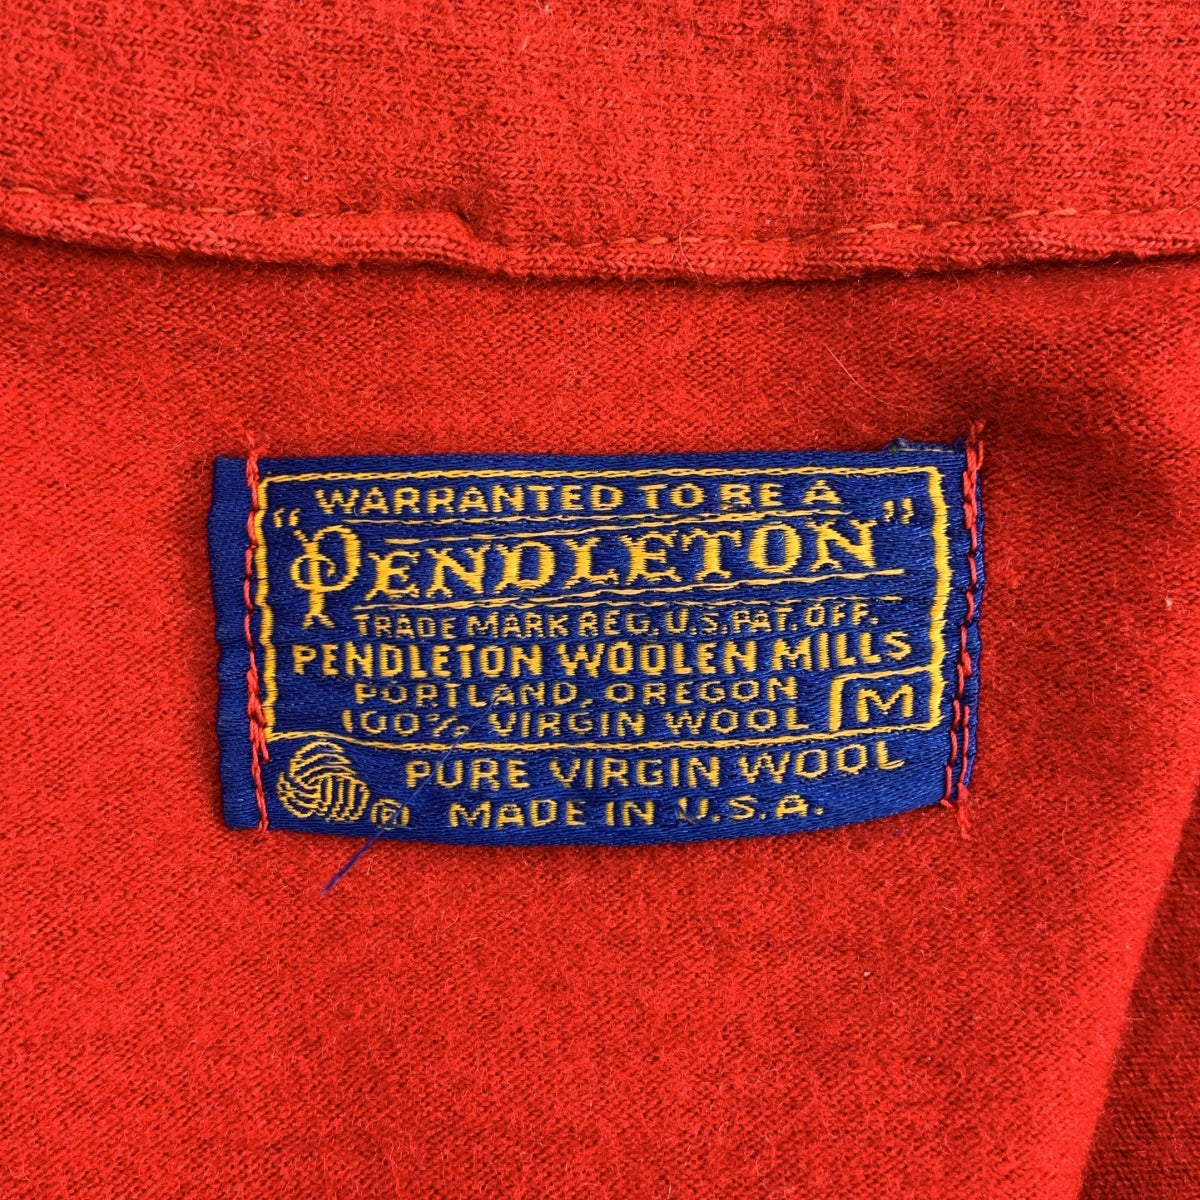 WARRANTED TO BE A
"PENDLETON"
TRADE MARK REG. U.S. PAT. OFF.
PENDLETON WOOLEN MILLS
PORTLAND, OREGON
100% VIRGIN WOOL M
PURE VIRGIN WOOL
® MADE IN U.S.A.